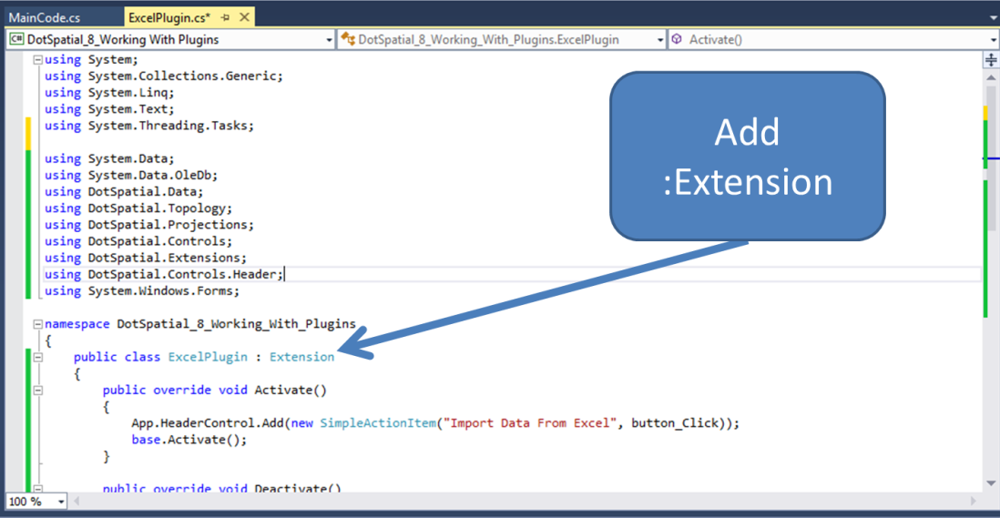 MainCode.cs
ExcelPlugin.cs*
DotSpatial_8_Working With Plugins
DotSpatial_8_Working_With_Plugins.ExcelPlugin
Activate()
using System;
using System.Collections.Generic;
using System.Linq;
using System.Text;
using System.Threading.Tasks;
using System.Data;
using System.Data.OleDb;
using DotSpatial.Data;
using DotSpatial.Topology;
using DotSpatial.Projections;
using DotSpatial.Controls;
using DotSpatial.Extensions;
using DotSpatial.Controls.Header;
using System.Windows.Forms;
Add
:Extension
namespace DotSpatial_8_Working_With_Plugins
{
public class ExcelPlugin : Extension
{
public override void Activate()
{
App.HeaderControl.Add(new SimpleActionItem("Import Data From Excel", button_Click));
base.Activate();
}
public override void Deactivate()
100 %